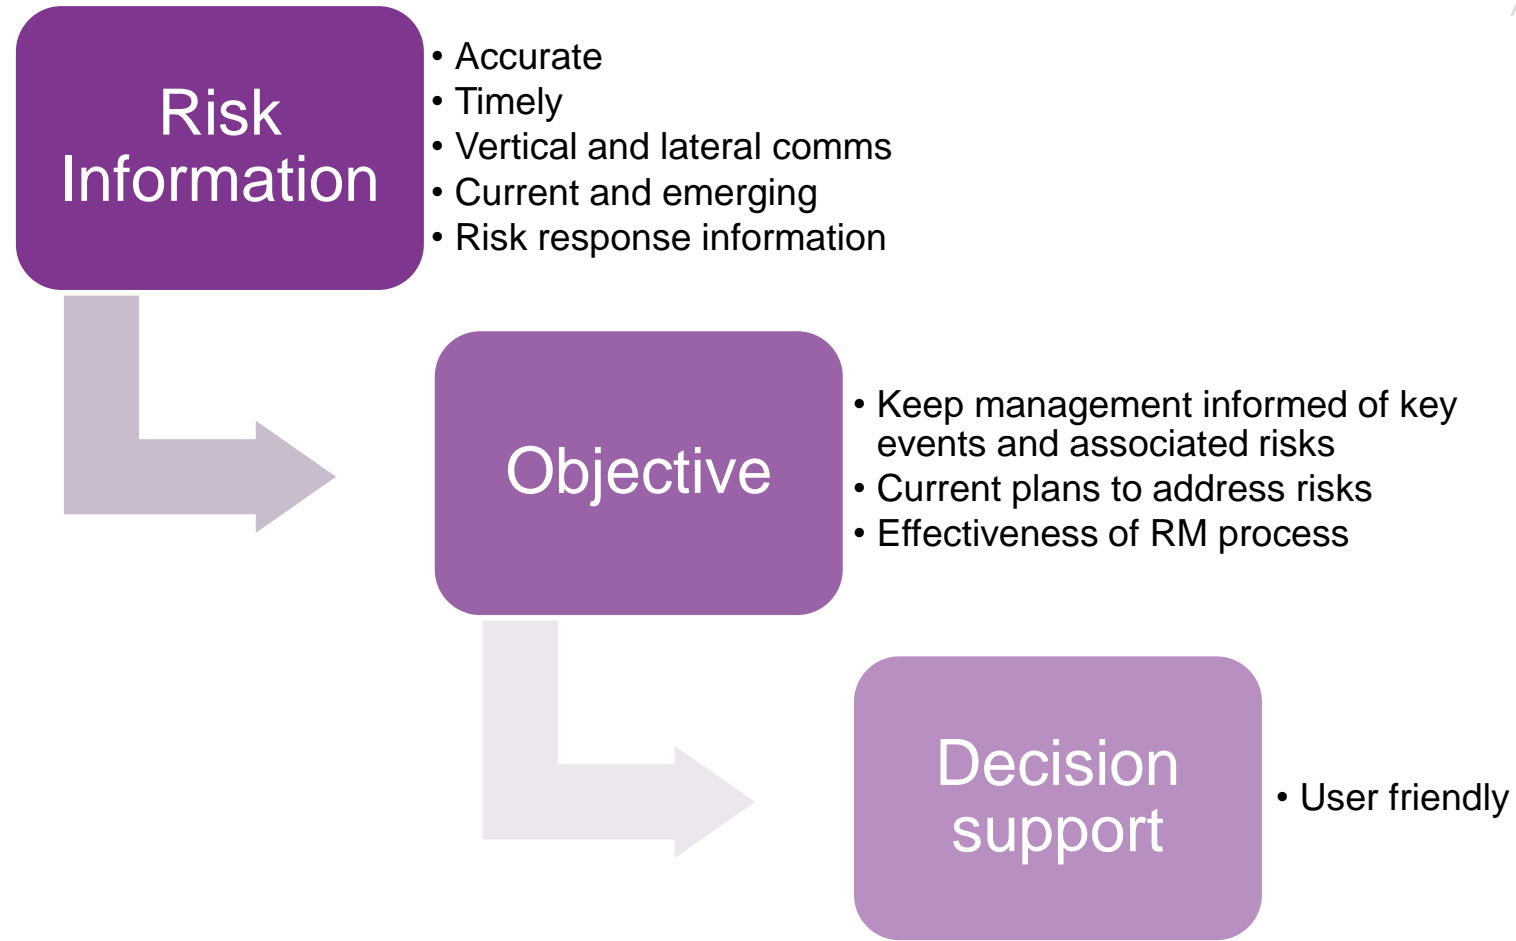 Risk
Information
• Accurate
• Timely
• Vertical and lateral comms
• Current and emerging
• Risk response information
Objective
• Keep management informed of key
events and associated risks
• Current plans to address risks
• Effectiveness of RM process
Decision
support
• User friendly